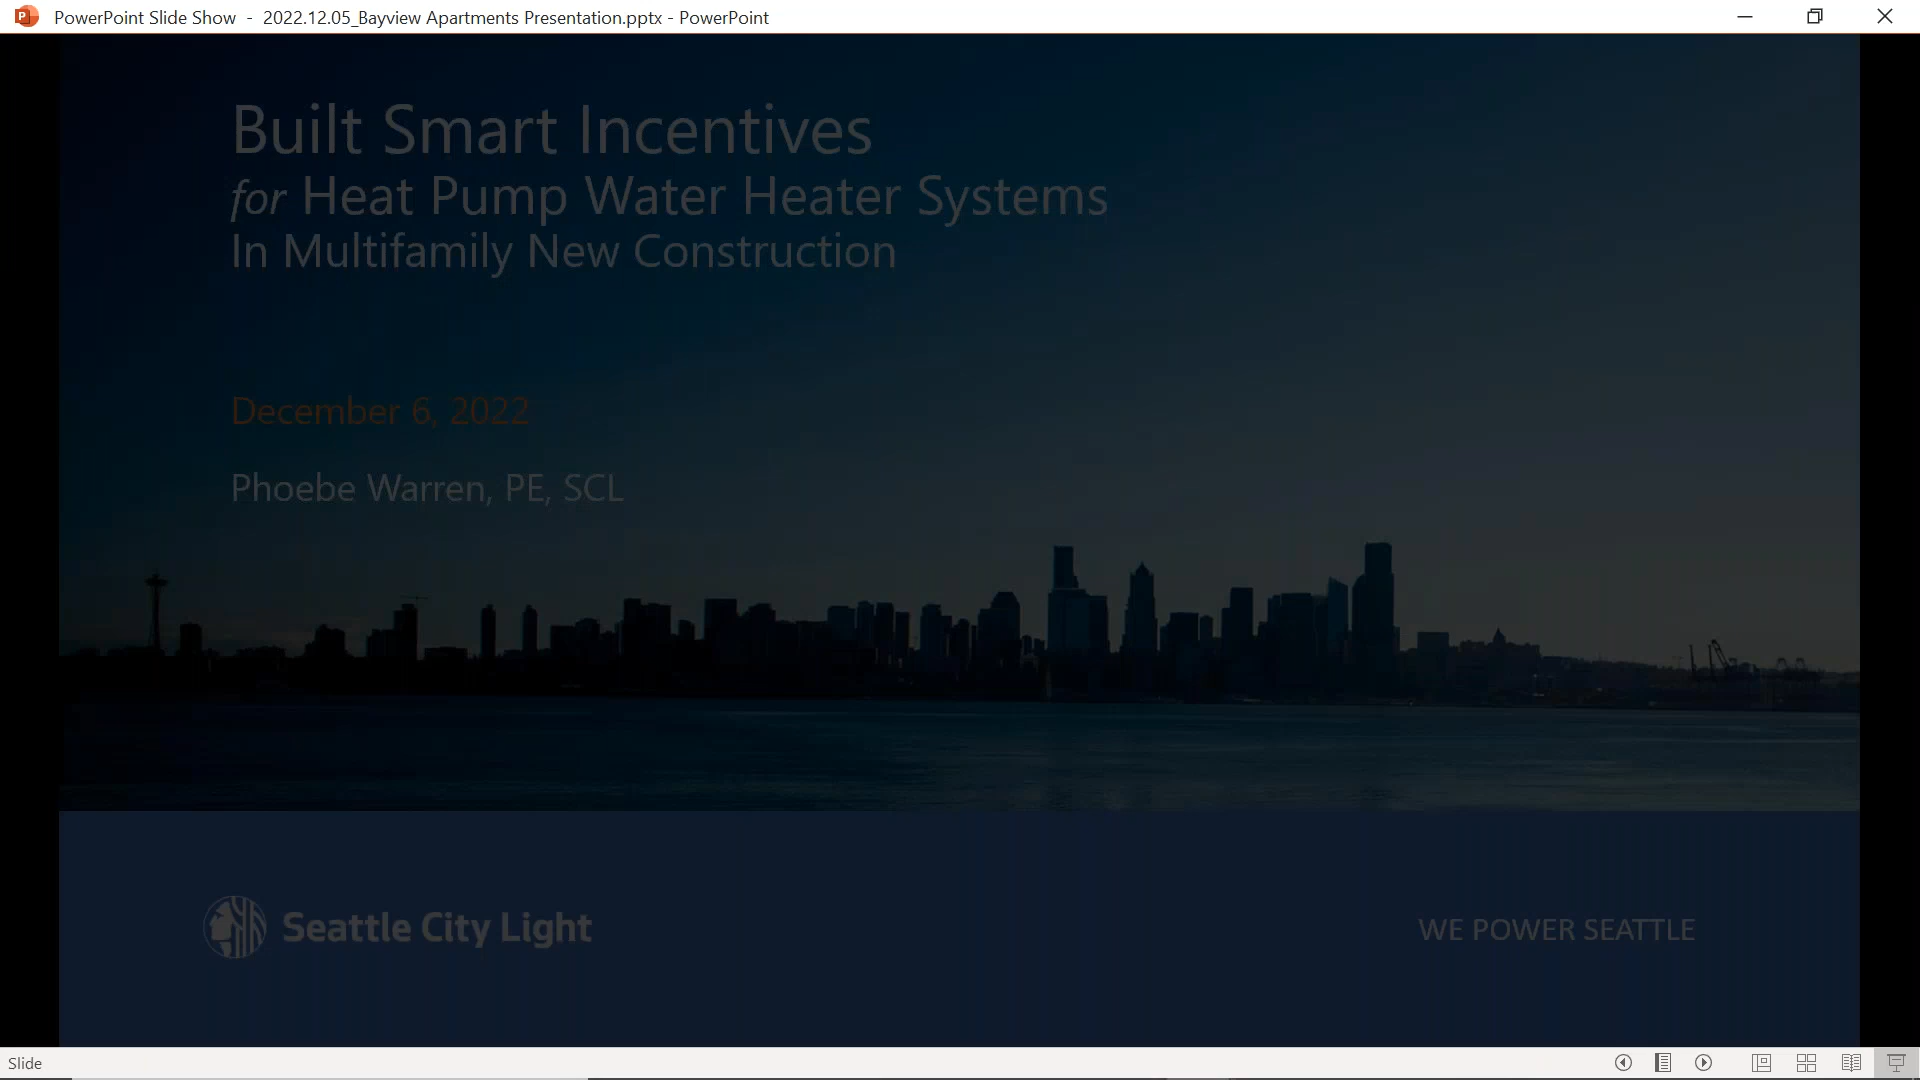 PowerPoint Slide Show - 2022.12.05_Bayview Apartments Presentation.pptx - PowerPoint
Built Smart Incentives
for Heat Pump Water Heater Systems
In Multifamily New Construction
December 6, 2022
Phoebe Warren, PE, SCL
Seattle City Light
WE POWER SEATTLE
Slide